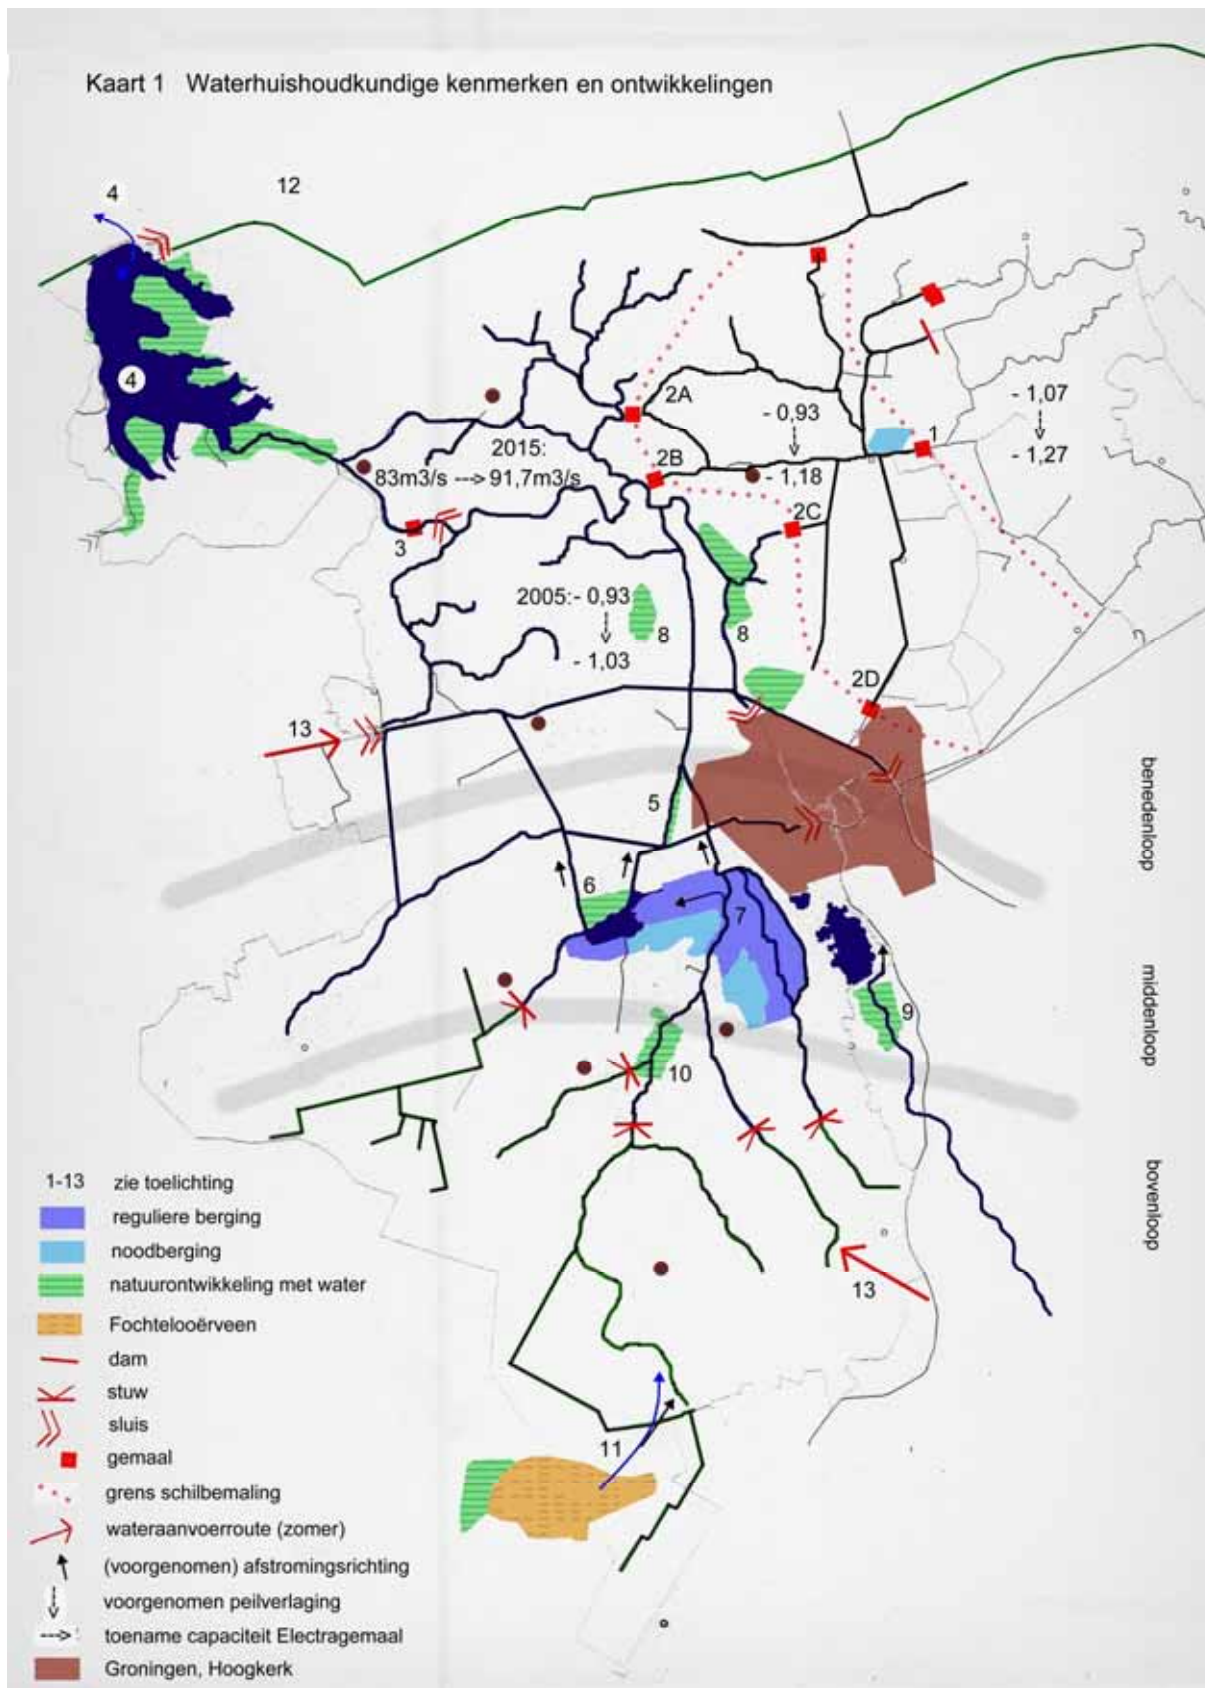 Kaart 1 Waterhuishoudkundige kenmerken en ontwikkelingen
4
12
4
2A
- 0,93
- 1,07
- 1,27
1
2015:
83m3/s ---> 91,7m3/s
2B
- 1,18
2C
3
2005: - 0,93
- 1,03
8
8
2D
13
5
benedenloop
6
7
9
middenloop
10
bovenloop
13
11
1-13 zie toelichting
reguliere berging
noodberging
natuurontwikkeling met water
Fochtelooërveen
dam
stuw
sluis
gemaal
grens schilbemaling
wateraanvoerroute (zomer)
(voorgenomen) afstromingsrichting
voorgenomen peilverlaging
toename capaciteit Electragemaal
Groningen, Hoogkerk